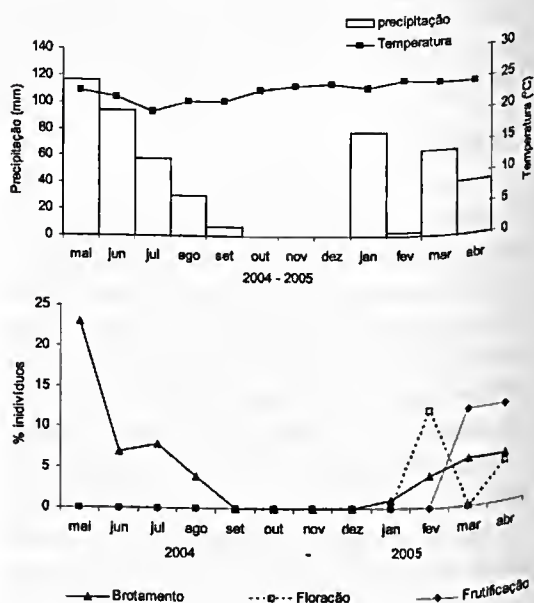 precipitação
Temperatura
Precipitação (mm)
140
120
100
80
60
40
20
0
30
25
20
15
10
5
0
Temperatura (°C)
mai jun jul ago set out nov dez jan fev mar abr
2004 - 2005
% inidivíduos
25
20
15
10
5
0
mai jun jul ago set out nov dez jan fev mar abr
2004 - 2005
Brotamento Floração Frutificação